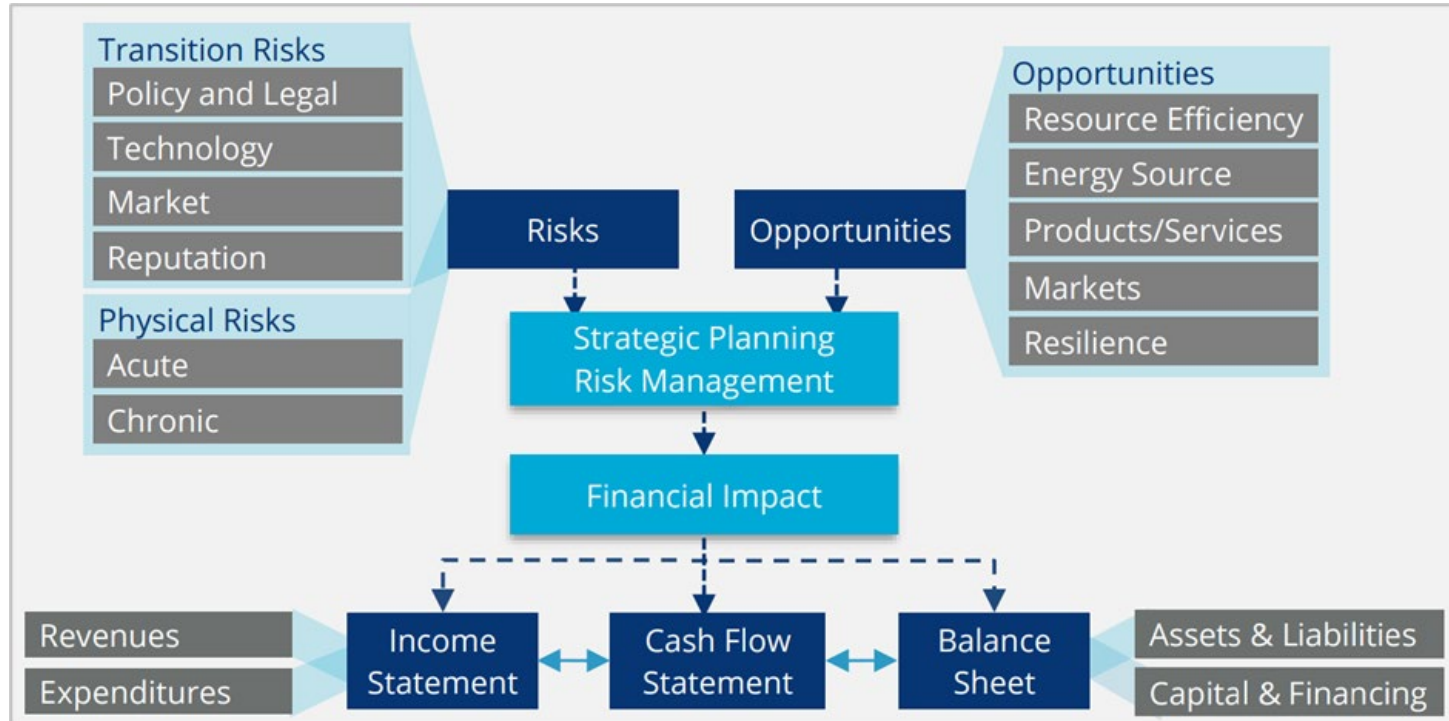 Transition Risks
Policy and Legal
Technology
Market
Reputation
Physical Risks
Acute
Chronic
Risks
Opportunities
Opportunities
Resource Efficiency
Energy Source
Products/Services
Markets
Resilience
Strategic Planning
Risk Management
Financial Impact
Revenues
Expenditures
Income
Statement
Cash Flow
Statement
Balance
Sheet
Assets & Liabilities
Capital & Financing